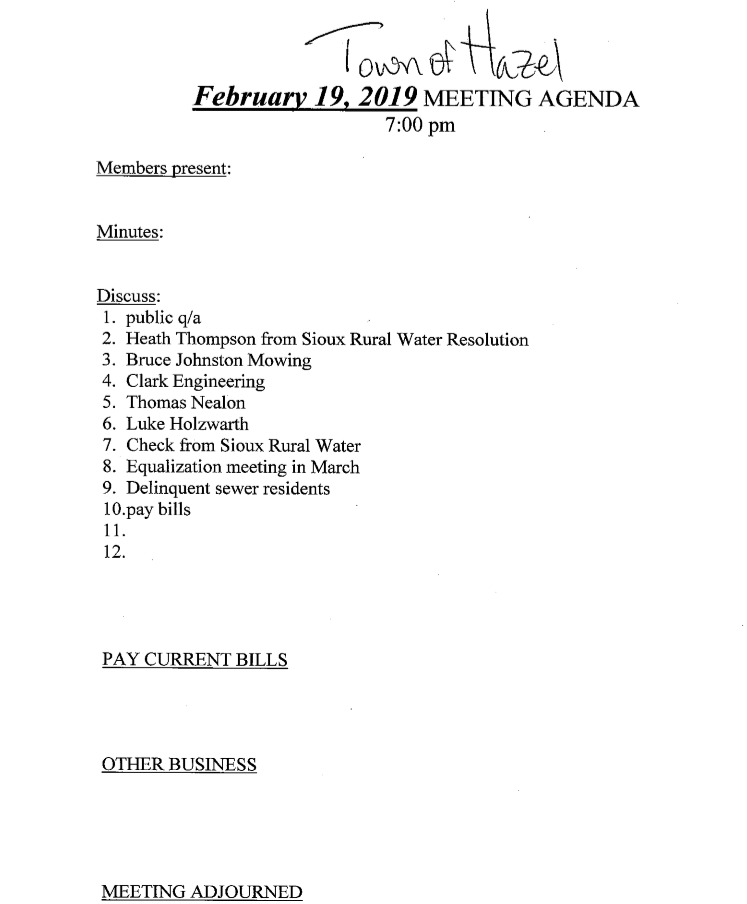 Town of Hazel
February 19, 2019 MEETING AGENDA
7:00 pm
Members present:
Minutes:
Discuss:
1. public q/a
2. Heath Thompson from Sioux Rural Water Resolution
3. Bruce Johnston Mowing
4. Clark Engineering
5. Thomas Nealon
6. Luke Holzwarth
7. Check from Sioux Rural Water
8. Equalization meeting in March
9. Delinquent sewer residents
10.pay bills
11.
12.
PAY CURRENT BILLS
OTHER BUSINESS
MEETING ADJOURNED